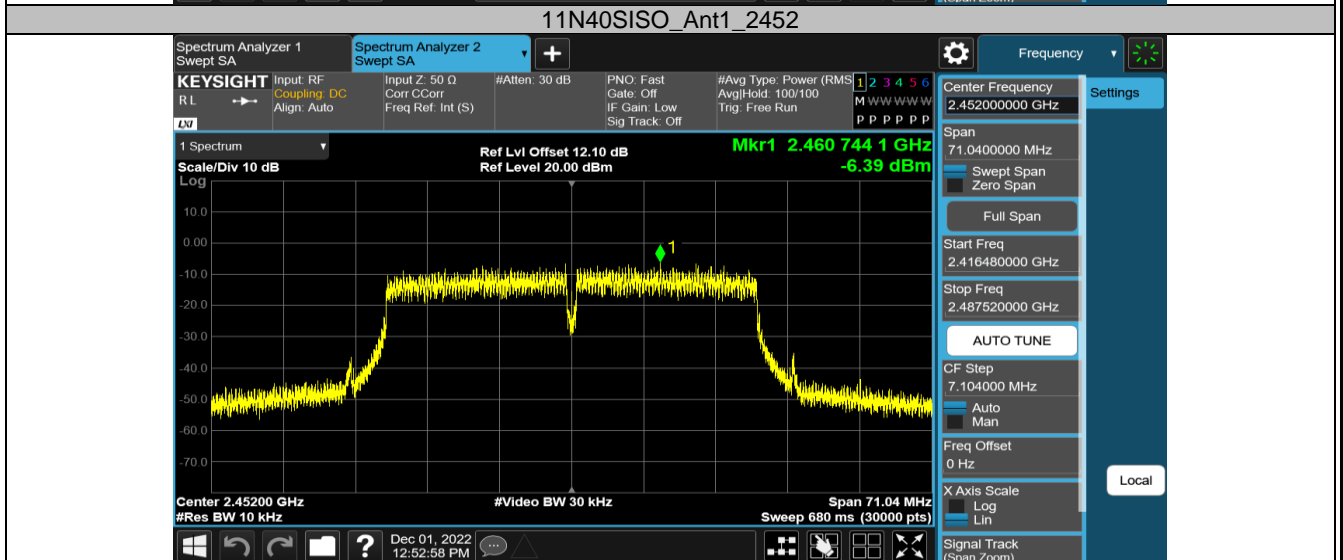 (Span Zoom)
11N40SISO_Ant1_2452
Spectrum Analyzer 1
Swept SA
Spectrum Analyzer 2
Swept SA
Frequency
KEYSIGHT
R L
LXI
Input: RF
Coupling: DC
Align: Auto
Input Z: 50 Ω
Corr CCorr
Freq Ref: Int (S)
#Atten: 30 dB
PNO: Fast
Gate: Off
IF Gain: Low
Sig Track: Off
#Avg Type: Power (RMS
Avg|Hold: 100/100
Trig: Free Run
1 2 3 4 5 6
M W W W W W
P P P P P P
Center Frequency
2.452000000 GHz
Settings
1 Spectrum
Scale/Div 10 dB
Ref Lvl Offset 12.10 dB
Ref Level 20.00 dBm
Mkr1 2.460 744 1 GHz
-6.39 dBm
Log
10.0
0.00
-10.0
-20.0
-30.0
-40.0
-50.0
-60.0
-70.0
1
Span
71.0400000 MHz
Swept Span
Zero Span
Full Span
Start Freq
2.416480000 GHz
Stop Freq
2.487520000 GHz
AUTO TUNE
CF Step
7.104000 MHz
Auto
Man
Freq Offset
0 Hz
X Axis Scale
Log
Lin
Local
Signal Track
(Span Zoom)
Center 2.45200 GHz
#Res BW 10 kHz
#Video BW 30 kHz
Span 71.04 MHz
Sweep 680 ms (30000 pts)
?
Dec 01, 2022
12:52:58 PM